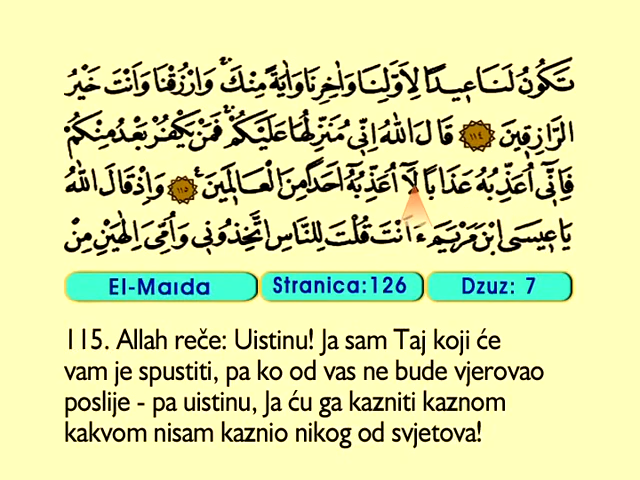 تَكُونُ لَنَا عِيدًا لِاَوَّلِنَا وَاٰخِرِنَا وَاٰيَةً مِنْكَۚ وَارْزُقْنَا وَاَنْتَ خَيْرُ
الرَّازِقِينَ ﴿١١٤﴾ قَالَ اللّٰهُ اِنّ۪ي مُنَزِّلُهَا عَلَيْكُمْۚ فَمَنْ يَكْفُرْ بَعْدُ مِنْكُمْ
فَاِنّ۪ٓي اُعَذِّبُهُ عَذَابًا لَٓا اُعَذِّبُهُٓ اَحَدًا مِنَ الْعَالَم۪ينَ۟ ﴿١١٥﴾ وَاِذْ قَالَ اللّٰهُ
يَا ع۪يسَى ابْنَ مَرْيَمَ ءَاَنْتَ قُلْتَ لِلنَّاسِ اتَّخِذُون۪ي وَاُمِّيَ اِلٰهَيْنِ مِنْ
El-Maıda Stranica:126 Dzuz: 7
115. Allah reče: Uistinu! Ja sam Taj koji će
vam je spustiti, pa ko od vas ne bude vjerovao
poslije - pa uistinu, Ja ću ga kazniti kaznom
kakvom nisam kaznio nikog od svjetova!